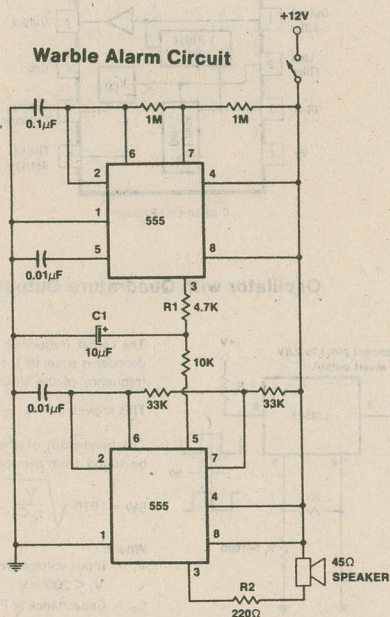 +12V
Warble Alarm Circuit
1M
1M
0.1μF
6
7
2
4
1
555
5
8
0.01μF
3
R1 4.7K
C1
+
10μF
10K
0.01μF
33K
33K
6
5
2
7
555
4
1
8
3
45Ω
SPEAKER
R2
220Ω